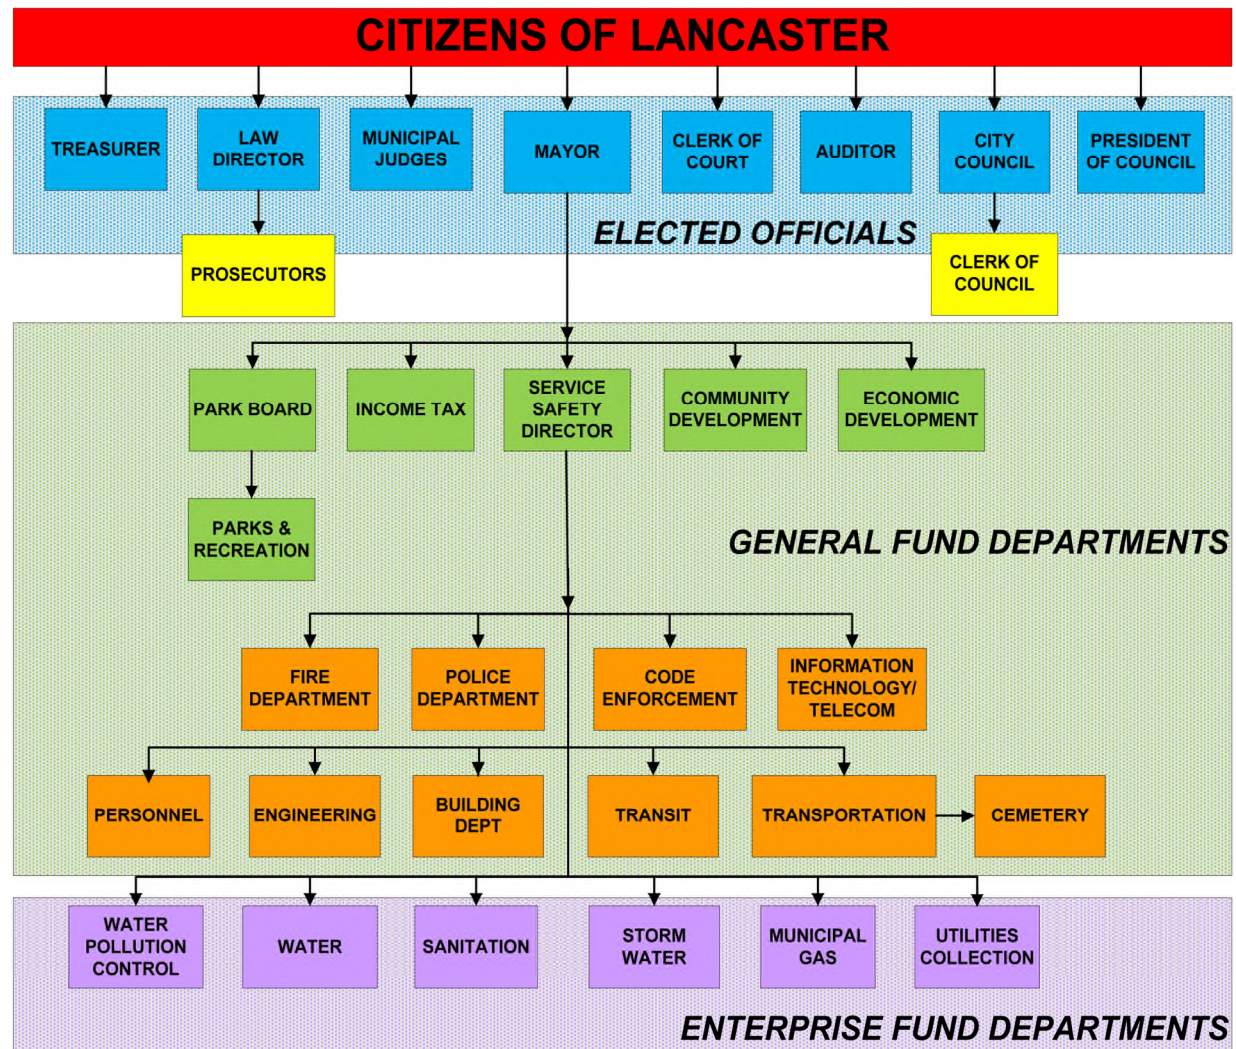 CITIZENS OF LANCASTER
TREASURER
LAW
DIRECTOR
MUNICIPAL
JUDGES
MAYOR
CLERK OF
COURT
AUDITOR
CITY
COUNCIL
PRESIDENT
OF COUNCIL
ELECTED OFFICIALS
PROSECUTORS
CLERK OF
COUNCIL
PARK BOARD
INCOME TAX
SERVICE
SAFETY
DIRECTOR
COMMUNITY
DEVELOPMENT
ECONOMIC
DEVELOPMENT
PARKS &
RECREATION
GENERAL FUND DEPARTMENTS
FIRE
DEPARTMENT
POLICE
DEPARTMENT
CODE
ENFORCEMENT
INFORMATION
TECHNOLOGY/
TELECOM
PERSONNEL
ENGINEERING
BUILDING
DEPT
TRANSIT
TRANSPORTATION
CEMETERY
WATER
POLLUTION
CONTROL
WATER
SANITATION
STORM
WATER
MUNICIPAL
GAS
UTILITIES
COLLECTION
ENTERPRISE FUND DEPARTMENTS